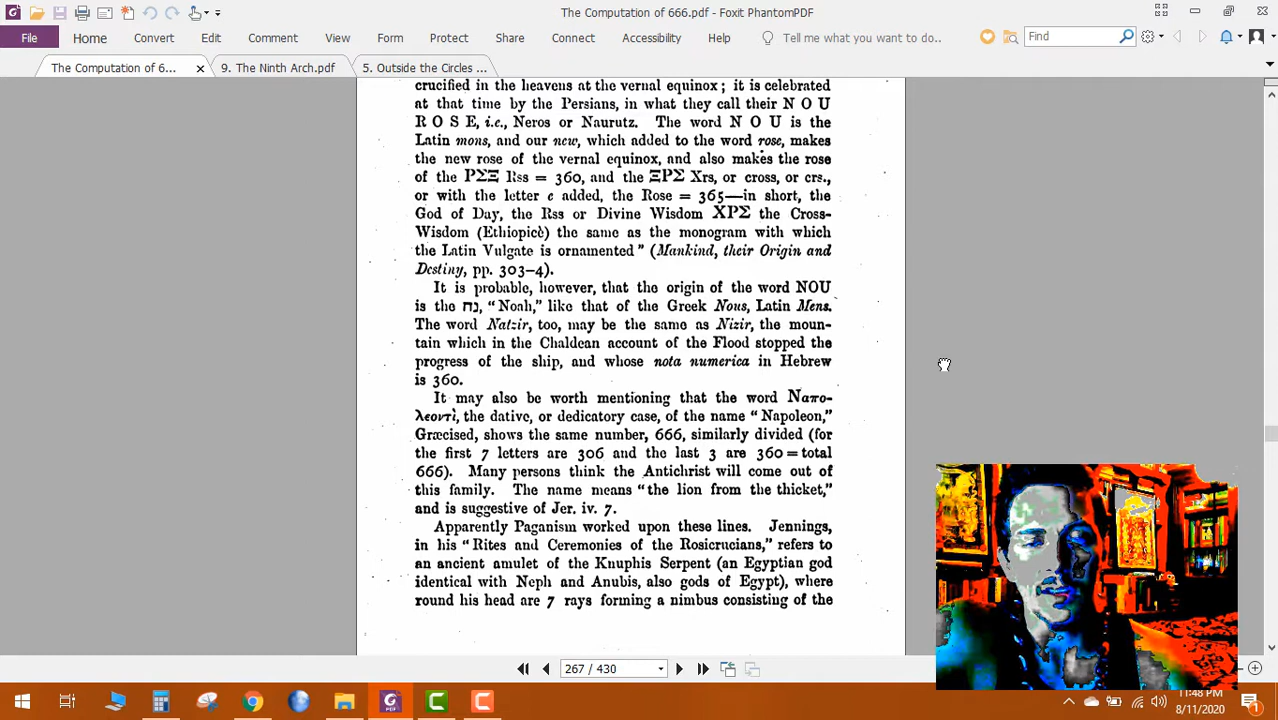 The Computation of 666.pdf - Foxit PhantomPDF
File Home Convert Edit Comment View Form Protect Share Connect Accessibility Help Tell me what you want to do.. Find
The Computation of 6... 9. The Ninth Arch.pdf 5. Outside the Circles ...
crucified in the heavens at the vernal equinox; it is celebrated
at that time by the Persians, in what they call their N O U
R O S E, i.e., Neros or Naurutz. The word N O U is the
Latin mons, and our new, which added to the word rose, makes
the new rose of the vernal equinox, and also makes the rose
of the ΡΣΞ Rss = 360, and the ΞΡΣ Xrs, or cross, or crs.,
or with the letter e added, the Rose = 365—in short, the
God of Day, the Rss or Divine Wisdom ΧΡΣ the Cross-
Wisdom (Ethiopicè) the same as the monogram with which
the Latin Vulgate is ornamented" (Mankind, their Origin and
Destiny, pp. 303–4).
It is probable, however, that the origin of the word NOU
is the נח, "Noah," like that of the Greek Nous, Latin Mens.
The word Natzir, too, may be the same as Nizir, the moun-
tain which in the Chaldean account of the Flood stopped the
progress of the ship, and whose nota numerica in Hebrew
is 360.
It may also be worth mentioning that the word Ναπο-
λεοντὶ, the dative, or dedicatory case, of the name "Napoleon,"
Græcised, shows the same number, 666, similarly divided (for
the first 7 letters are 306 and the last 3 are 360 = total
666). Many persons think the Antichrist will come out of
this family. The name means "the lion from the thicket,"
and is suggestive of Jer. iv. 7.
Apparently Paganism worked upon these lines. Jennings,
in his "Rites and Ceremonies of the Rosicrucians," refers to
an ancient amulet of the Knuphis Serpent (an Egyptian god
identical with Neph and Anubis, also gods of Egypt), where
round his head are 7 rays forming a nimbus consisting of the
267 / 430
11:48 PM
8/11/2020
1